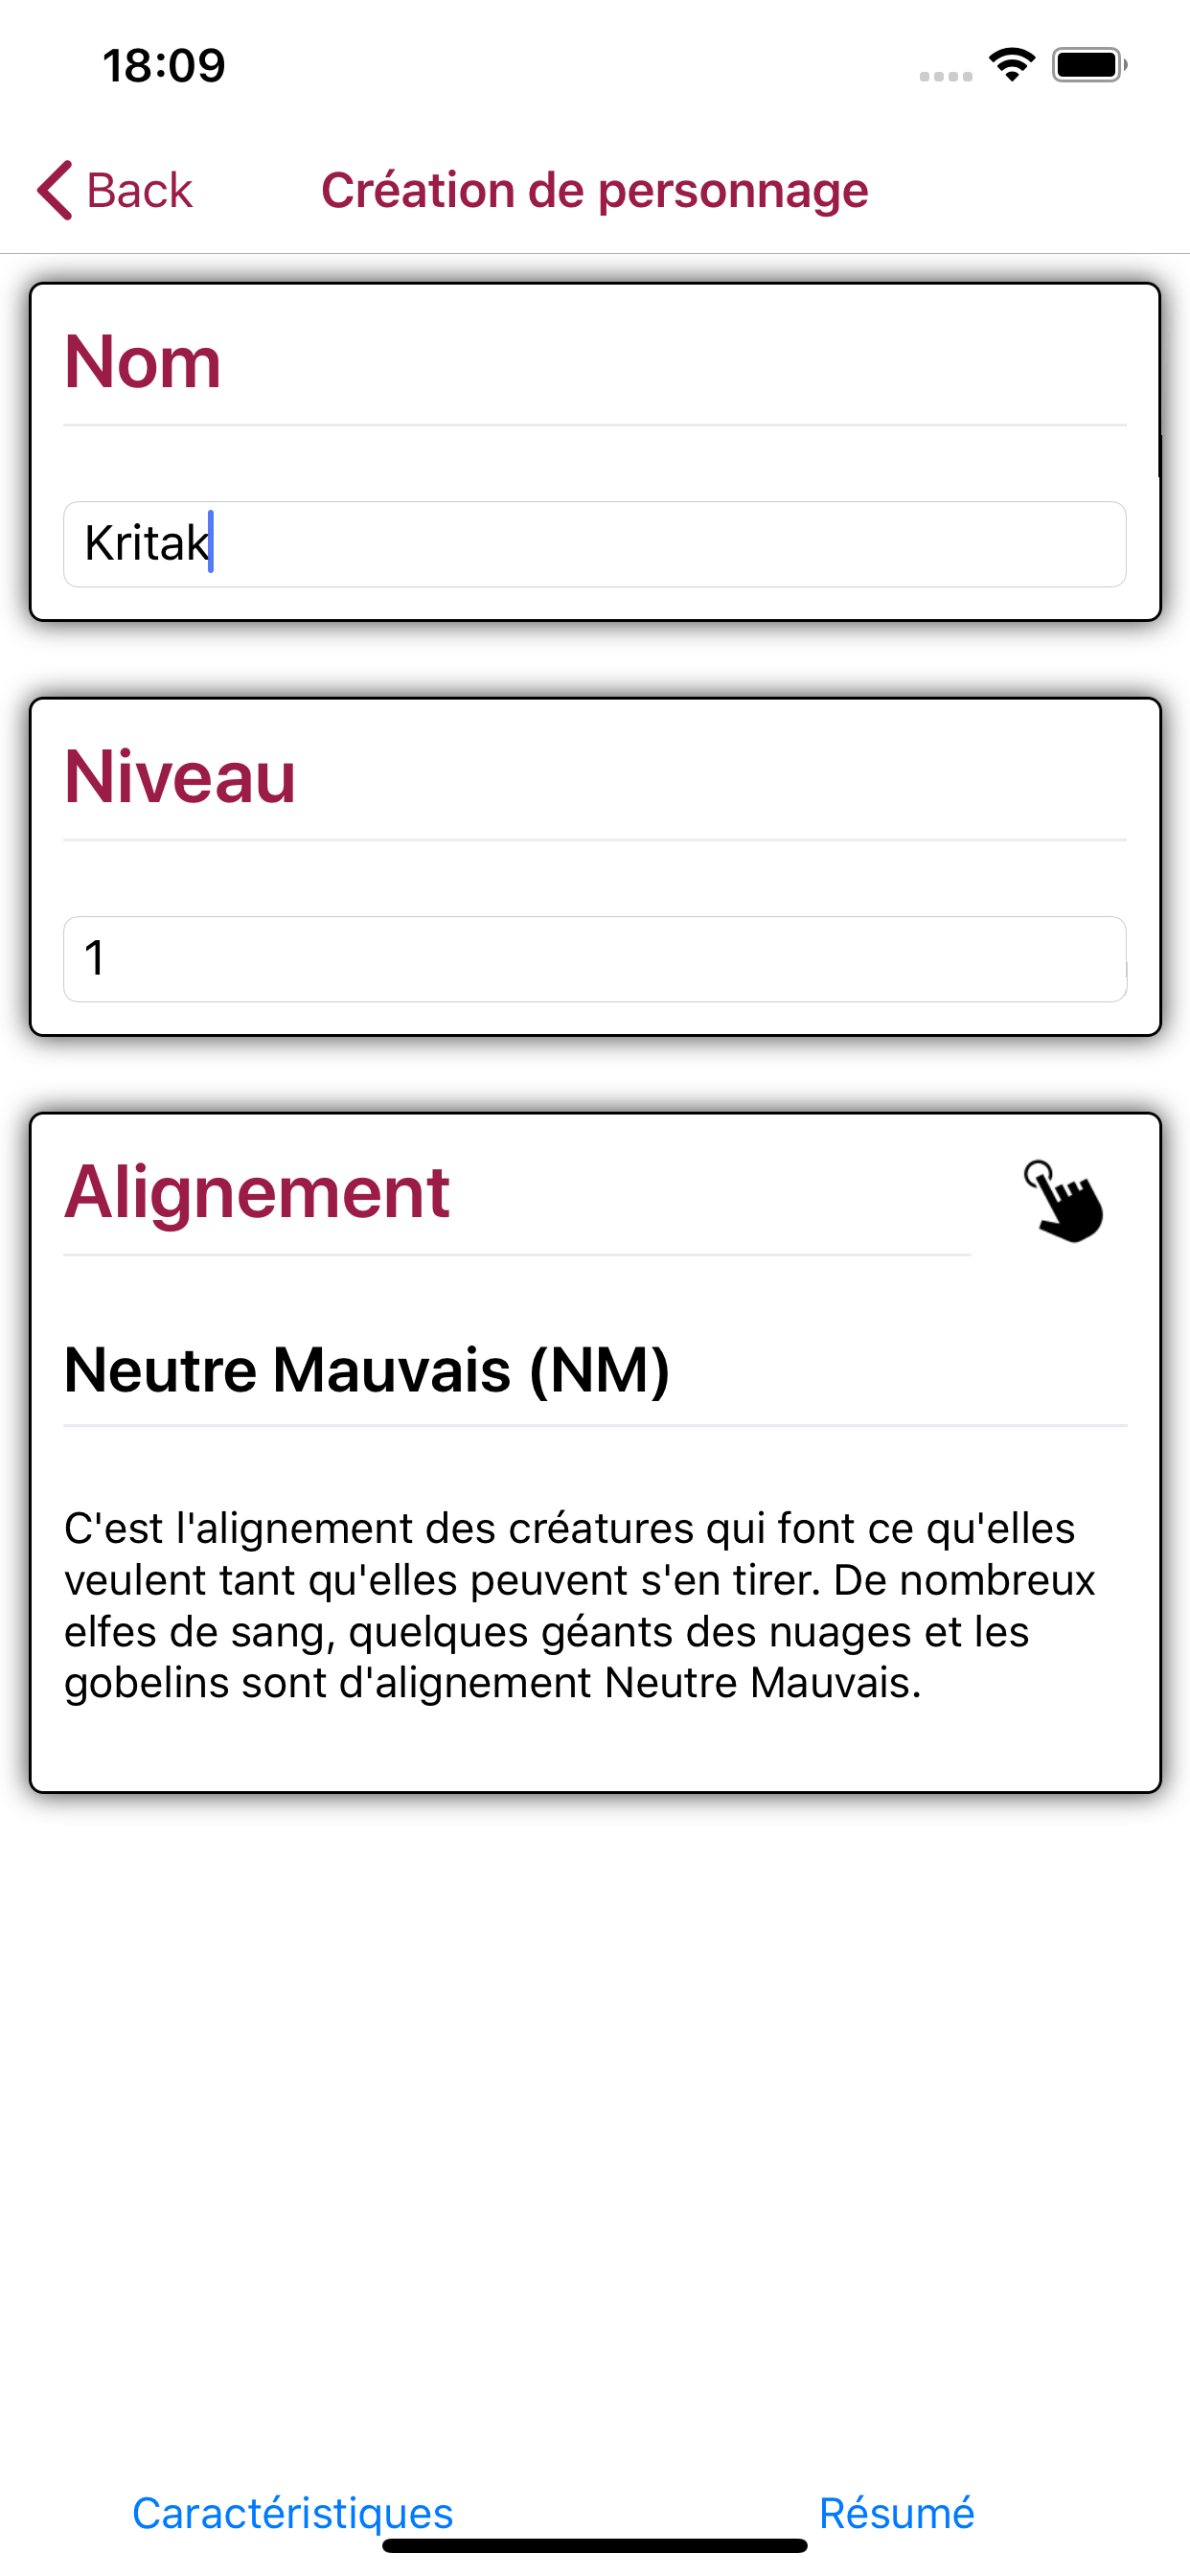 18:09
Back
Création de personnage
Nom
Kritak
Niveau
1
Alignement
Neutre Mauvais (NM)
C'est l'alignement des créatures qui font ce qu'elles
veulent tant qu'elles peuvent s'en tirer. De nombreux
elfes de sang, quelques géants des nuages et les
gobelins sont d'alignement Neutre Mauvais.
Caractéristiques
Résumé